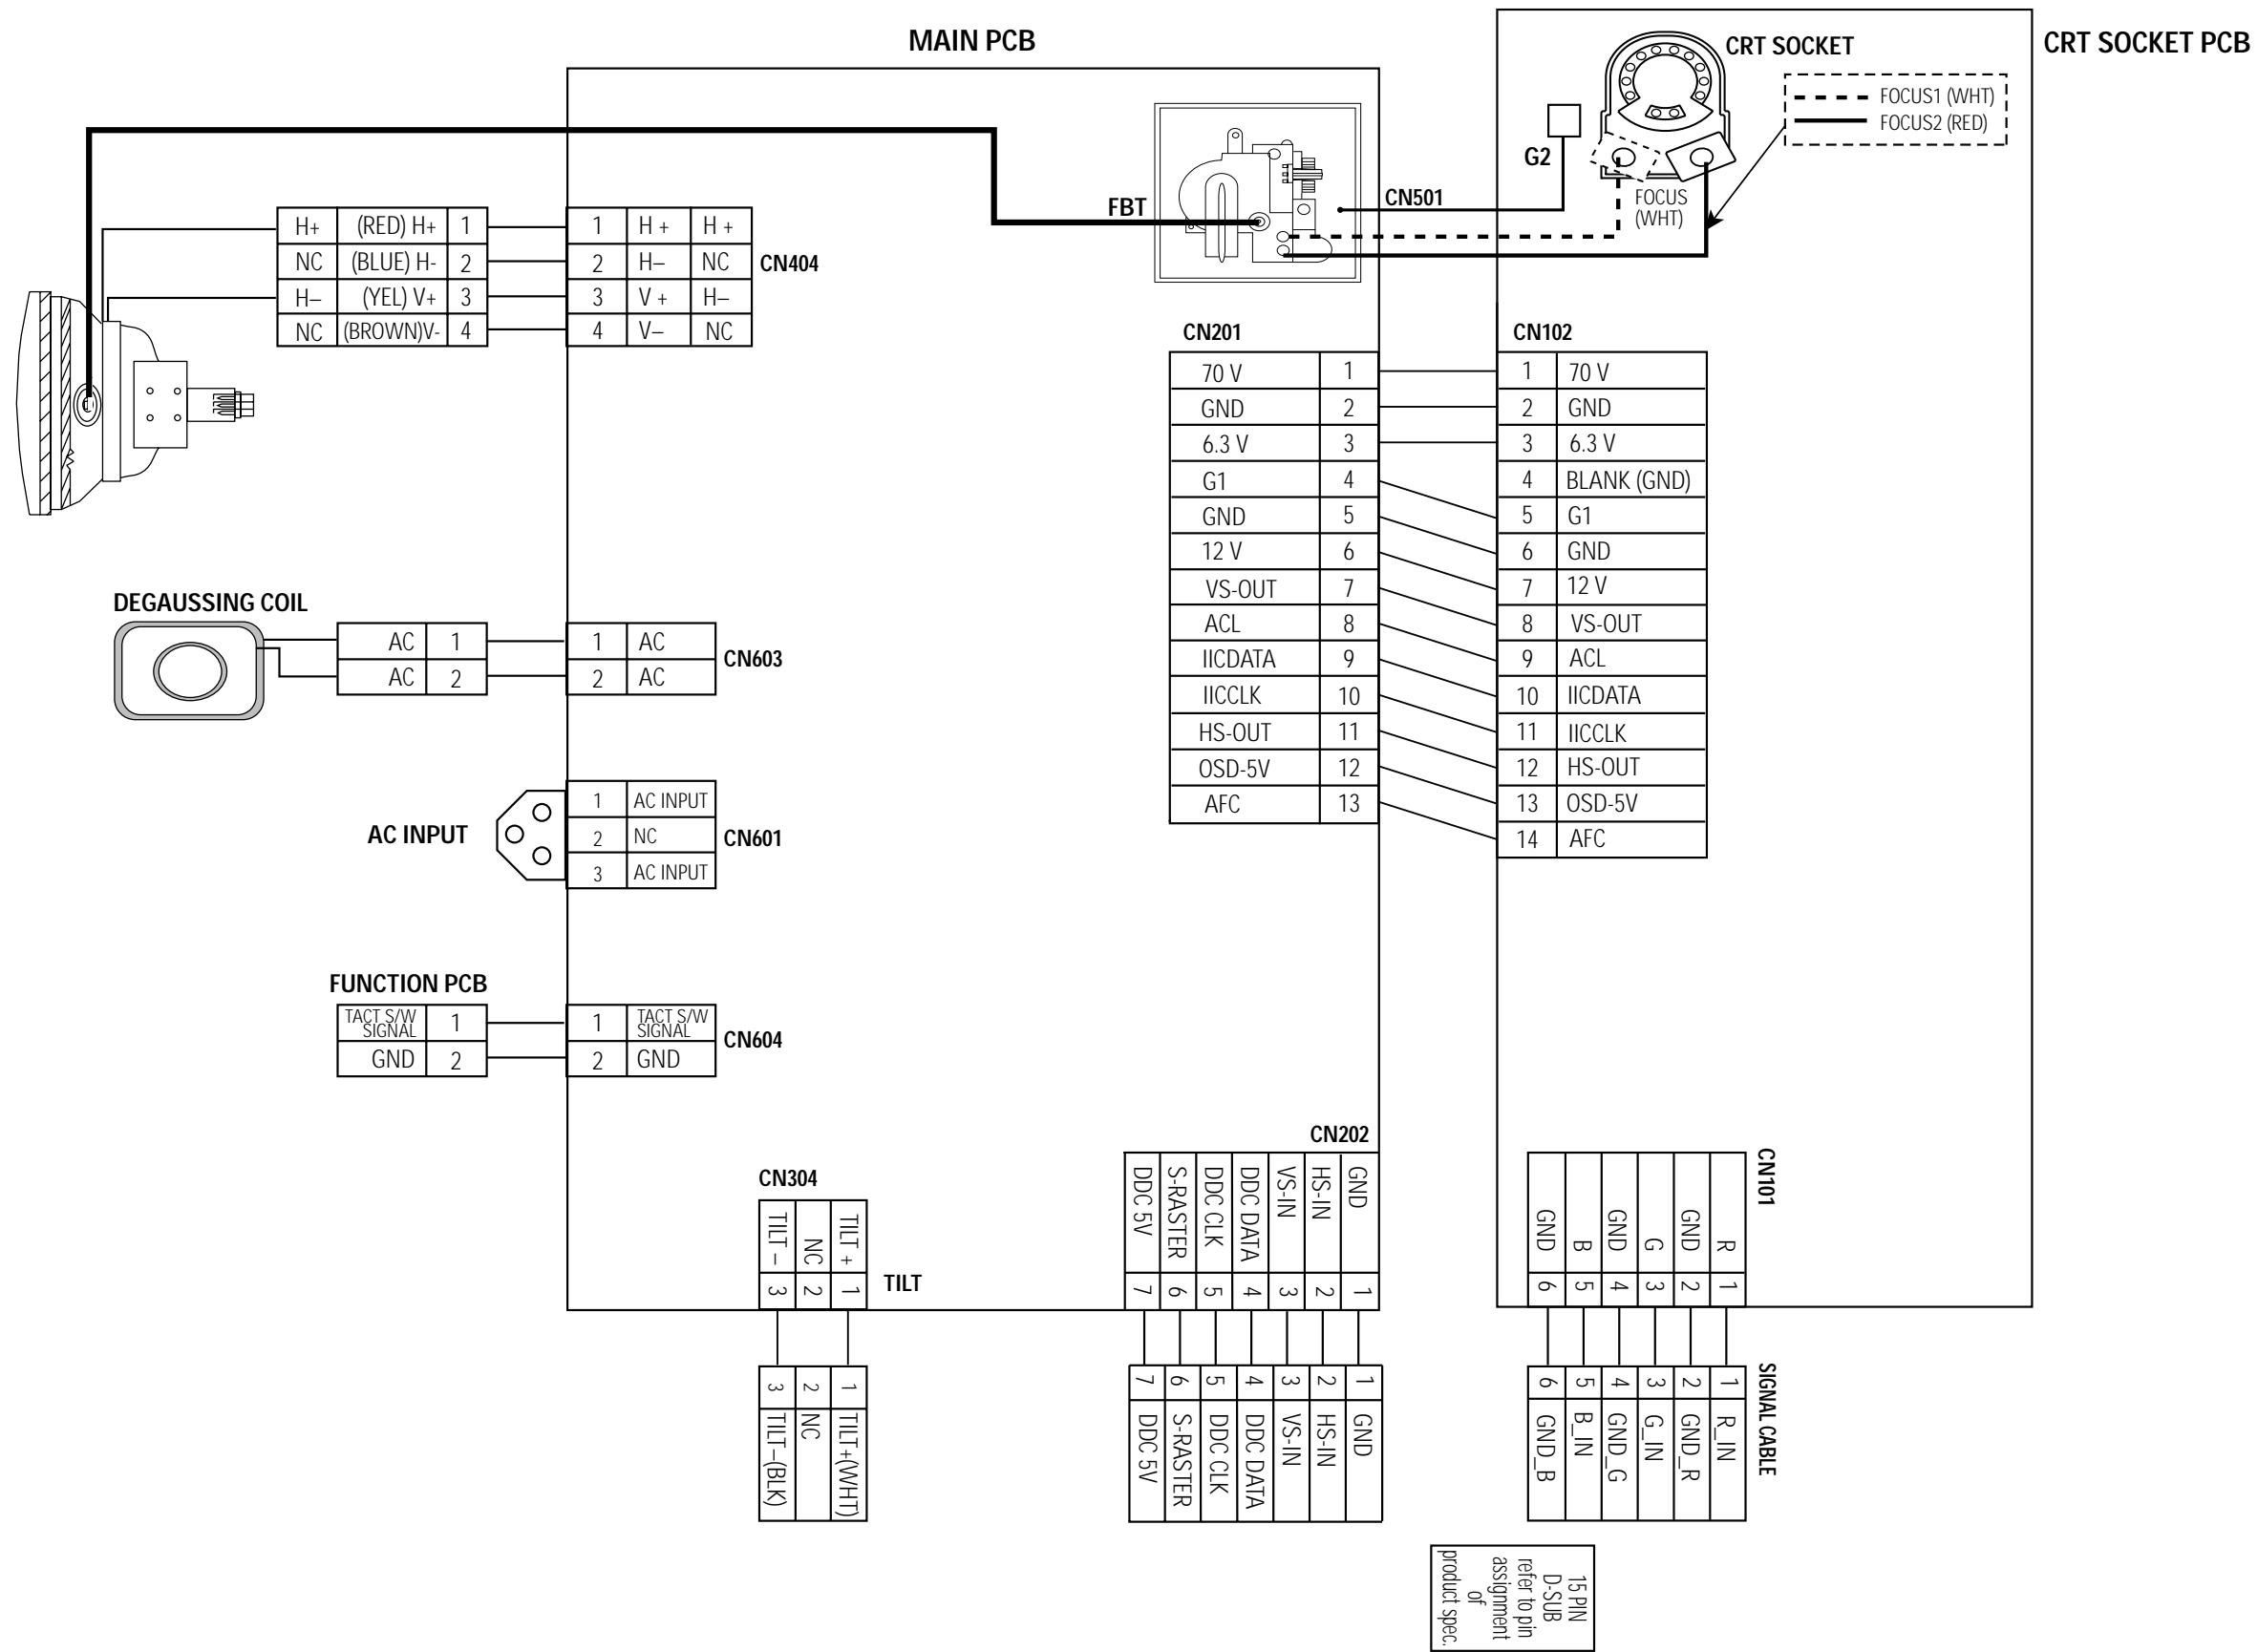 MAIN PCB
CRT SOCKET PCB
CRT SOCKET
FOCUS1 (WHT)
FOCUS2 (RED)
G2
FOCUS
(WHT)
FBT
CN501
H+ (RED) H+ 1
NC (BLUE) H- 2
H– (YEL) V+ 3
NC (BROWN)V- 4
1 H + H +
2 H– NC
3 V + H–
4 V– NC
CN404
CN201
70 V 1
GND 2
6.3 V 3
G1 4
GND 5
12 V 6
VS-OUT 7
ACL 8
IICDATA 9
IICCLK 10
HS-OUT 11
OSD-5V 12
AFC 13
CN102
1 70 V
2 GND
3 6.3 V
4 BLANK (GND)
5 G1
6 GND
7 12 V
8 VS-OUT
9 ACL
10 IICDATA
11 IICCLK
12 HS-OUT
13 OSD-5V
14 AFC
DEGAUSSING COIL
AC 1
AC 2
1 AC
2 AC
CN603
AC INPUT
1 AC INPUT
2 NC
3 AC INPUT
CN601
FUNCTION PCB
TACT S/W
SIGNAL 1
GND 2
1 TACT S/W
SIGNAL
2 GND
CN604
CN304
TILT – 3
NC 2
TILT + 1
TILT
3 TILT–(BLK)
2 NC
1 TILT+(WHT)
CN202
DDC 5V 7
S-RASTER 6
DDC CLK 5
DDC DATA 4
VS-IN 3
HS-IN 2
GND 1
7 DDC 5V
6 S-RASTER
5 DDC CLK
4 DDC DATA
3 VS-IN
2 HS-IN
1 GND
CN101
GND 6
B 5
GND 4
G 3
GND 2
R 1
SIGNAL CABLE
6 GND_B
5 B_IN
4 GND_G
3 G_IN
2 GND_R
1 R_IN
15 PIN
D-SUB
refer to pin
assignment
of
product spec.